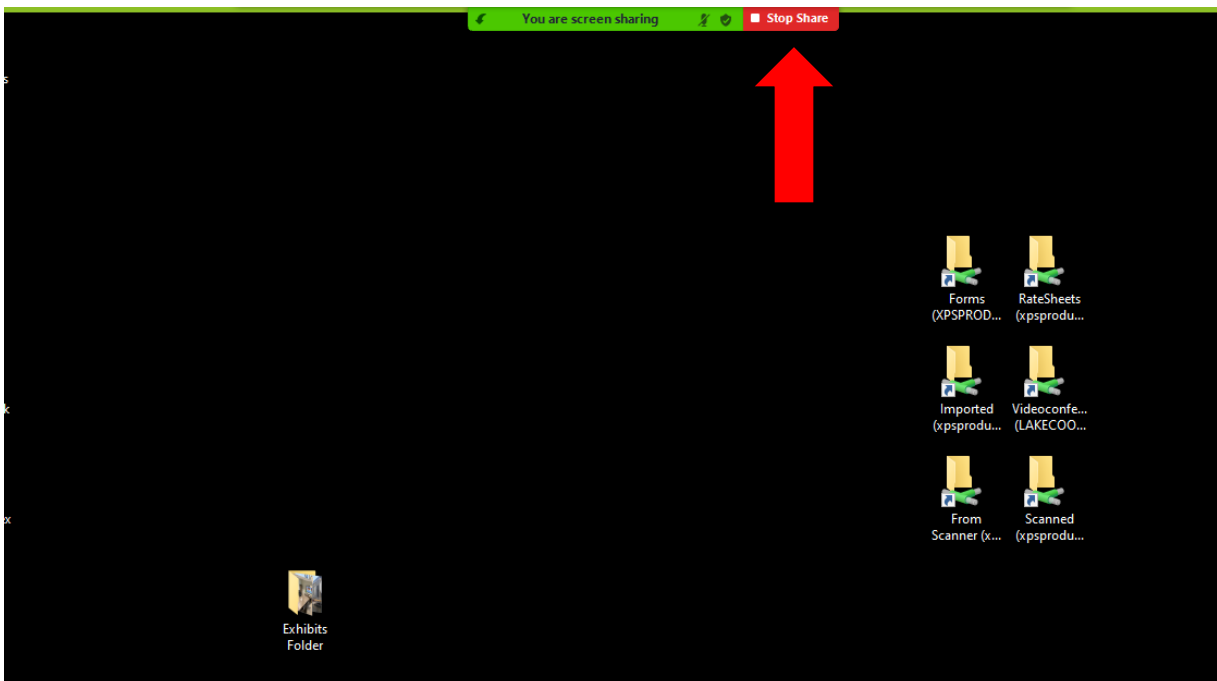 You are screen sharing
Stop Share
s
Forms
(XPSPROD...
RateSheets
(xpsprodu...
Imported
(xpsprodu...
Videoconfe...
(LAKECOO...
k
From
Scanner (x...
Scanned
(xpsprodu...
ex
Exhibits
Folder